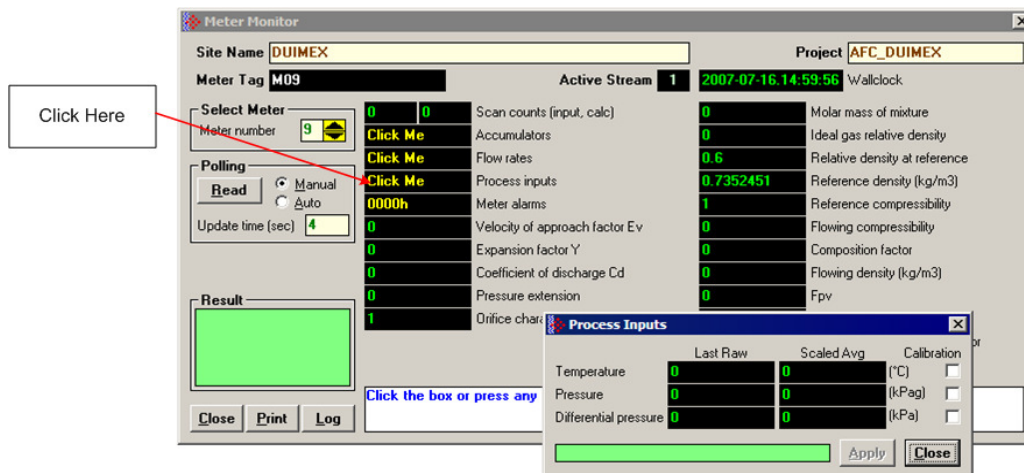 Meter Monitor
Site Name DUIMEX Project AFC_DUIMEX
Meter Tag M09 Active Stream 1 2007-07-16.14:59:56 Wallclock
Click Here
Select Meter
Meter number 9
Polling
Read Manual
Auto
Update time (sec) 4
Result
Close Print Log
0 0 Scan counts (input, calc)
Click Me Accumulators
Click Me Flow rates
Click Me Process inputs
0000h Meter alarms
0 Velocity of approach factor Ev
0 Expansion factor Y
0 Coefficient of discharge Cd
0 Pressure extension
1 Orifice chara
0 Molar mass of mixture
0 Ideal gas relative density
0.6 Relative density at reference
0.7352451 Reference density (kg/m3)
1 Reference compressibility
0 Flowing compressibility
0 Composition factor
0 Flowing density (kg/m3)
0 Fpv
or
Click the box or press any
Process Inputs
Last Raw Scaled Avg Calibration
Temperature 0 0 (°C)
Pressure 0 0 (kPag)
Differential pressure 0 0 (kPa)
Apply Close